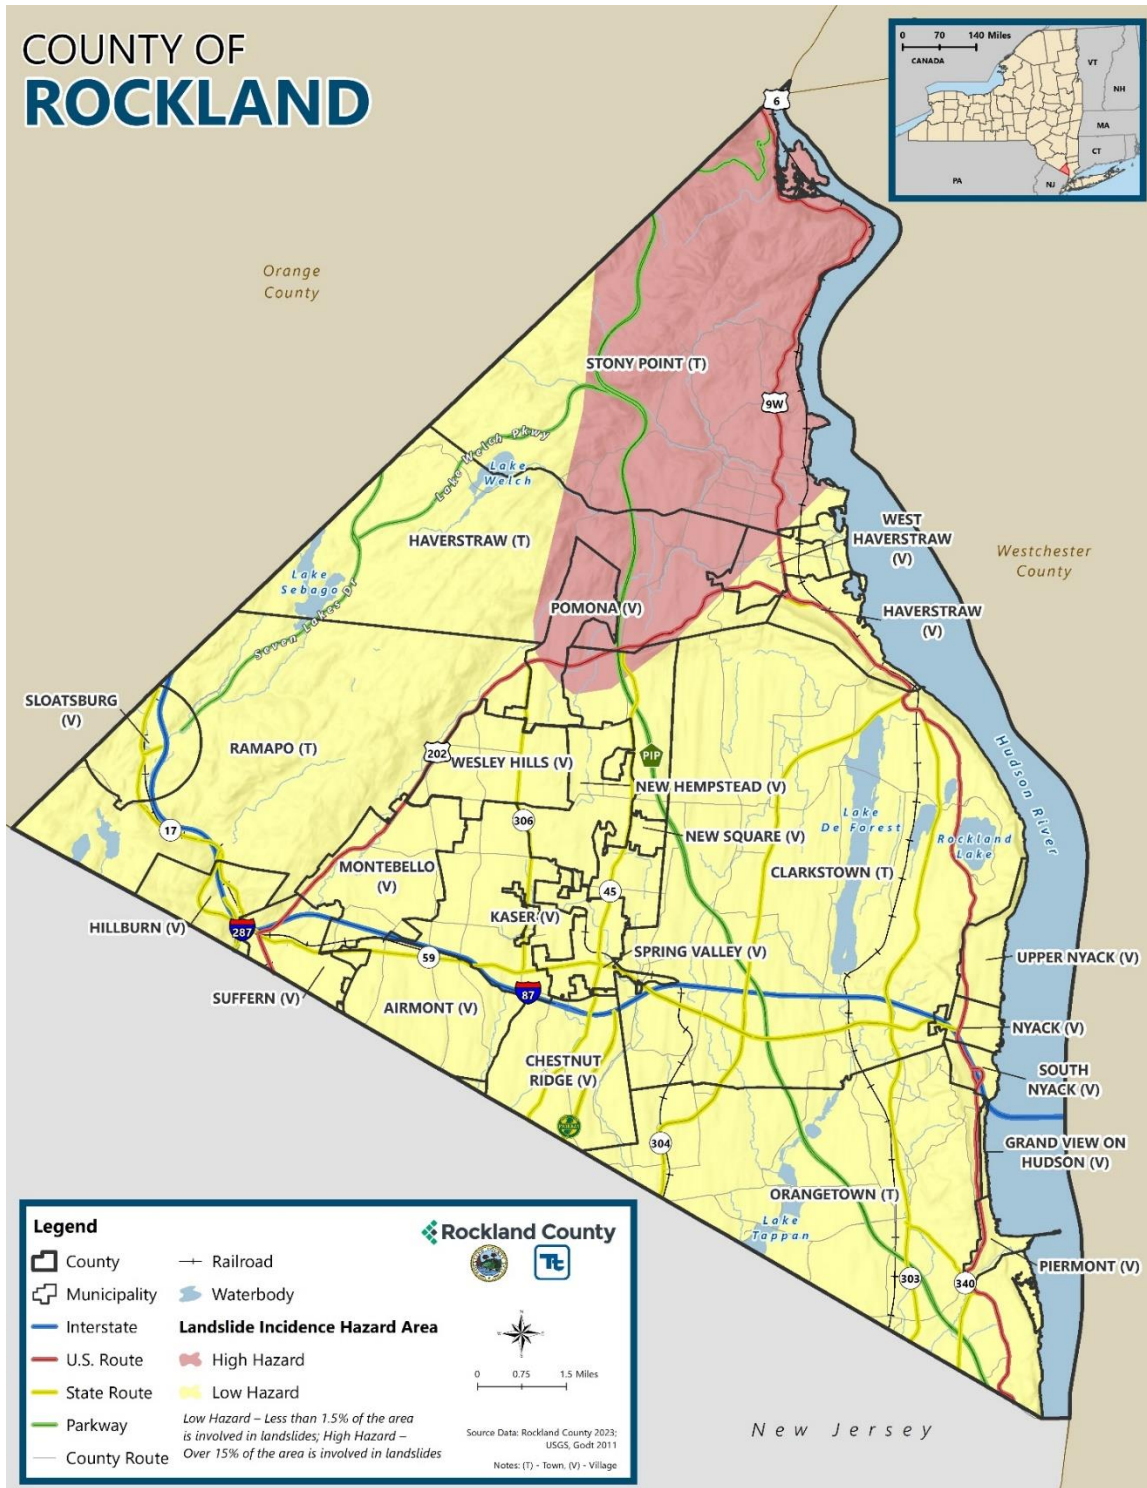 COUNTY OF
ROCKLAND
0 70 140 Miles
CANADA
VT
NH
MA
CT
PA
NJ
6
Orange
County
STONY POINT (T)
9W
Lake Welch Pkwy
Lake
Welch
HAVERSTRAW (T)
WEST
HAVERSTRAW
(V)
Westchester
County
Lake
Sebago
Seven Lakes Dr
POMONA (V)
HAVERSTRAW
(V)
SLOATSBURG
(V)
RAMAPO (T)
202
WESLEY HILLS (V)
PIP
Hudson River
NEW HEMPSTEAD (V)
17
306
NEW SQUARE (V)
Lake
De Forest
Rockland
Lake
MONTEBELLO
(V)
CLARKSTOWN (T)
45
KASER (V)
HILLBURN (V)
287
59
SPRING VALLEY (V)
UPPER NYACK (V)
SUFFERN (V)
87
AIRMONT (V)
NYACK (V)
CHESTNUT
RIDGE (V)
SOUTH
NYACK (V)
304
GRAND VIEW ON
HUDSON (V)
ORANGETOWN (T)
Lake
Tappan
PIERMONT (V)
303
340
New Jersey
Legend
County
Municipality
Interstate
U.S. Route
State Route
Parkway
County Route
Railroad
Waterbody
Landslide Incidence Hazard Area
High Hazard
Low Hazard
Low Hazard – Less than 1.5% of the area
is involved in landslides; High Hazard –
Over 15% of the area is involved in landslides
Rockland County
Tt
N
0 0.75 1.5 Miles
Source Data: Rockland County 2023;
USGS, Godt 2011
Notes: (T) - Town, (V) - Village